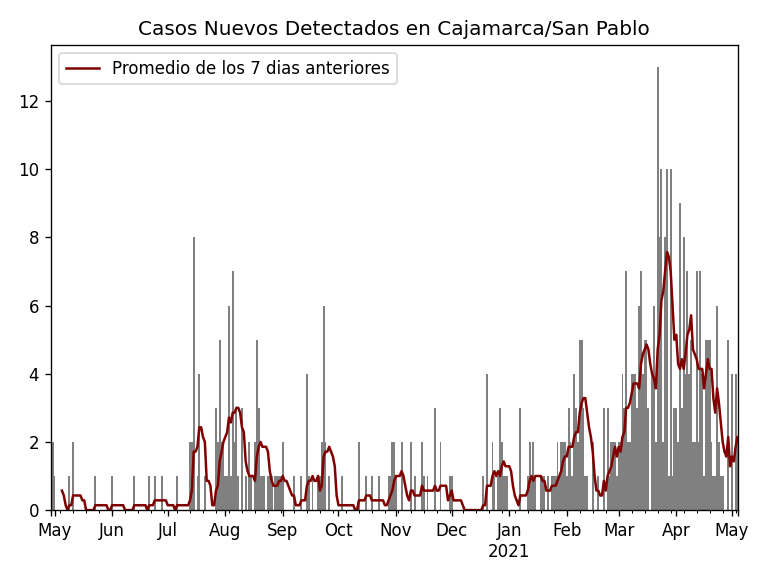 Casos Nuevos Detectados en Cajamarca/San Pablo
Promedio de los 7 dias anteriores
12
10
8
6
4
2
0
May Jun Jul Aug Sep Oct Nov Dec Jan Feb Mar Apr May
2021